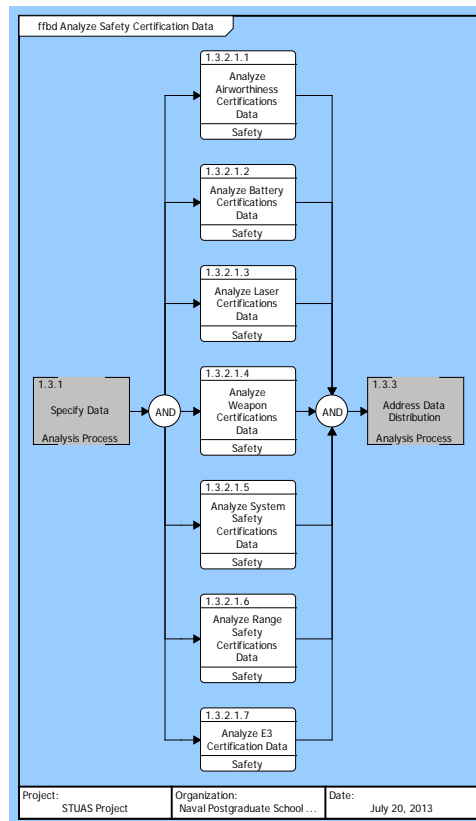 ffbd Analyze Safety Certification Data
1.3.2.1.1
Analyze
Airworthiness
Certifications
Data
Safety
1.3.2.1.2
Analyze Battery
Certifications
Data
Safety
1.3.2.1.3
Analyze Laser
Certifications
Data
Safety
1.3.1
Specify Data
Analysis Process
AND
1.3.2.1.4
Analyze
Weapon
Certifications
Data
Safety
AND
1.3.3
Address Data
Distribution
Analysis Process
1.3.2.1.5
Analyze System
Safety
Certifications
Data
Safety
1.3.2.1.6
Analyze Range
Safety
Certifications
Data
Safety
1.3.2.1.7
Analyze E3
Certification Data
Safety
Project:
STUAS Project
Organization:
Naval Postgraduate School ...
Date:
July 20, 2013